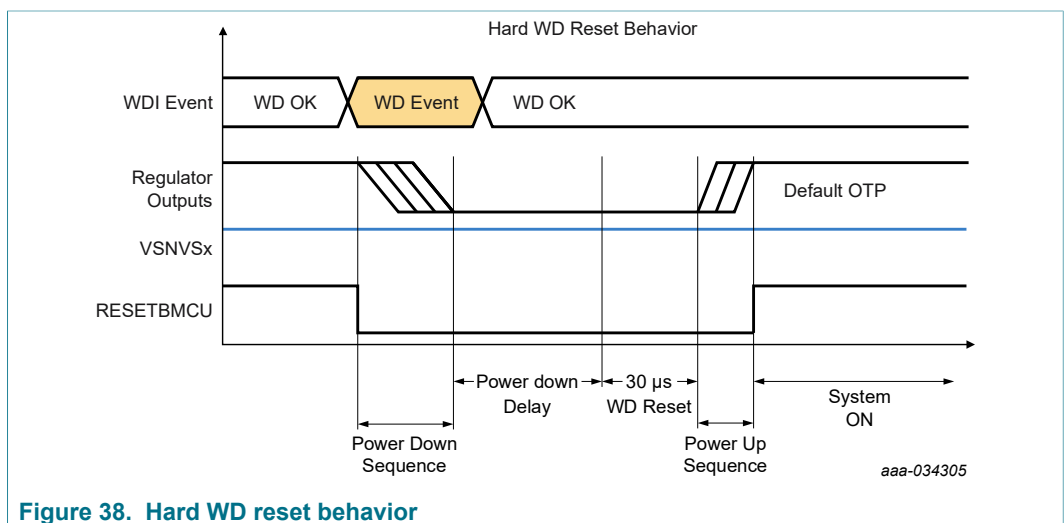 Hard WD Reset Behavior
WDI Event
WD OK
WD Event
WD OK
Regulator
Outputs
Default OTP
VSNVSx
RESETBMCU
Power down
Delay
30 µs
WD Reset
System
ON
Power Down
Sequence
Power Up
Sequence
aaa-034305
Figure 38. Hard WD reset behavior